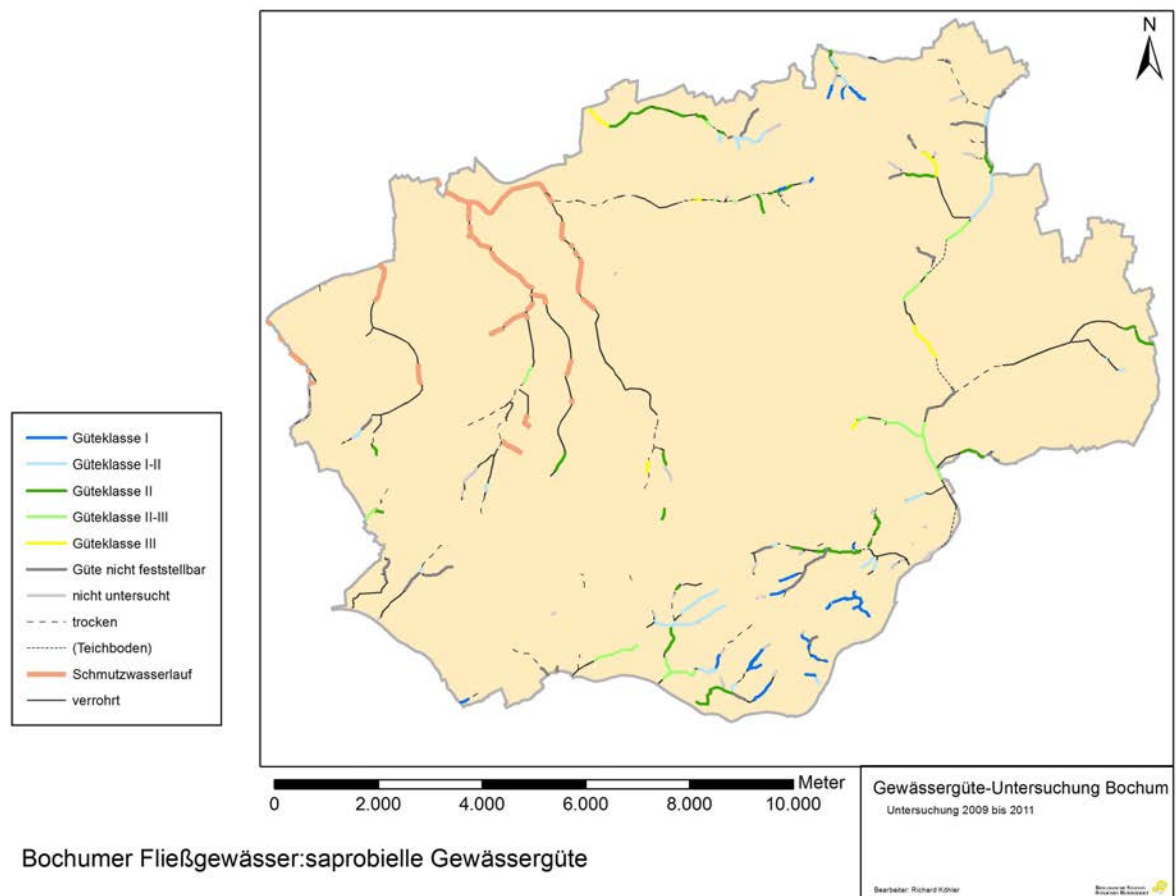 N
Güteklasse I
Güteklasse I-II
Güteklasse II
Güteklasse II-III
Güteklasse III
Güte nicht feststellbar
nicht untersucht
trocken
(Teichboden)
Schmutzwasserlauf
verrohrt
Meter
0 2.000 4.000 6.000 8.000 10.000
Gewässergüte-Untersuchung Bochum
Untersuchung 2009 bis 2011
Bochumer Fließgewässer:saprobielle Gewässergüte
Bearbeiter: Richard Köhler